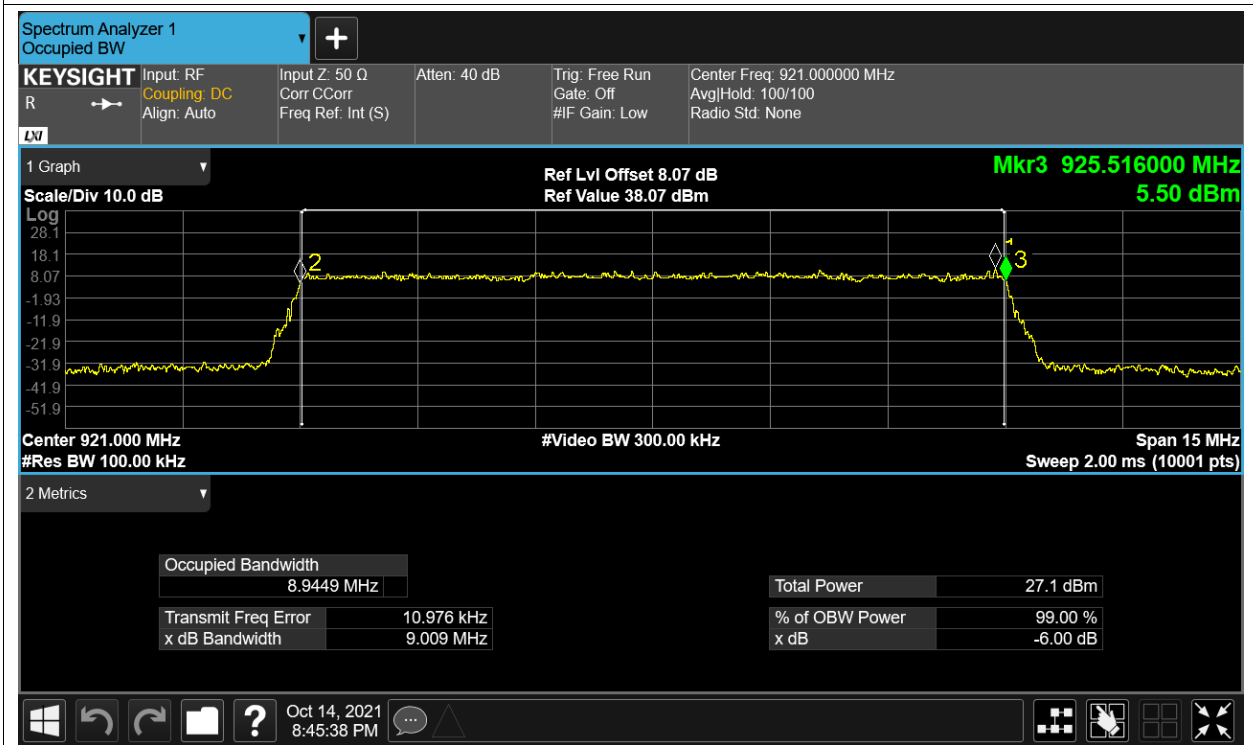 Spectrum Analyzer 1
Occupied BW
KEYSIGHT
R
LXI
Input: RF
Coupling: DC
Align: Auto
Input Z: 50 Ω
Corr CCorr
Freq Ref: Int (S)
Atten: 40 dB
Trig: Free Run
Gate: Off
#IF Gain: Low
Center Freq: 921.000000 MHz
Avg|Hold: 100/100
Radio Std: None
1 Graph
Scale/Div 10.0 dB
Ref Lvl Offset 8.07 dB
Ref Value 38.07 dBm
Mkr3 925.516000 MHz
5.50 dBm
Log
28.1
18.1
8.07
-1.93
-11.9
-21.9
-31.9
-41.9
-51.9
2
1
3
Center 921.000 MHz
#Video BW 300.00 kHz
Span 15 MHz
#Res BW 100.00 kHz
Sweep 2.00 ms (10001 pts)
2 Metrics
Occupied Bandwidth
8.9449 MHz
Total Power 27.1 dBm
Transmit Freq Error 10.976 kHz
% of OBW Power 99.00 %
x dB Bandwidth 9.009 MHz
x dB -6.00 dB
?
Oct 14, 2021
8:45:38 PM